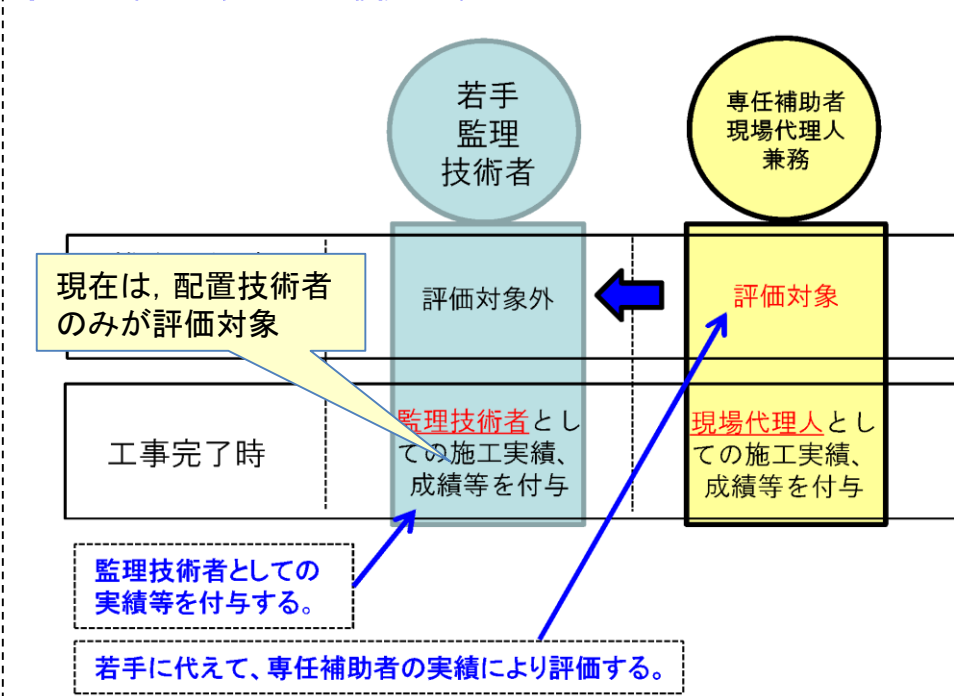 若手
監理
技術者
専任補助者
現場代理人
兼務
現在は，配置技術者
のみが評価対象
評価対象外
評価対象
工事完了時
監理技術者とし
ての施工実績、
成績等を付与
現場代理人とし
ての施工実績、
成績等を付与
監理技術者としての
実績等を付与する。
若手に代えて、専任補助者の実績により評価する。